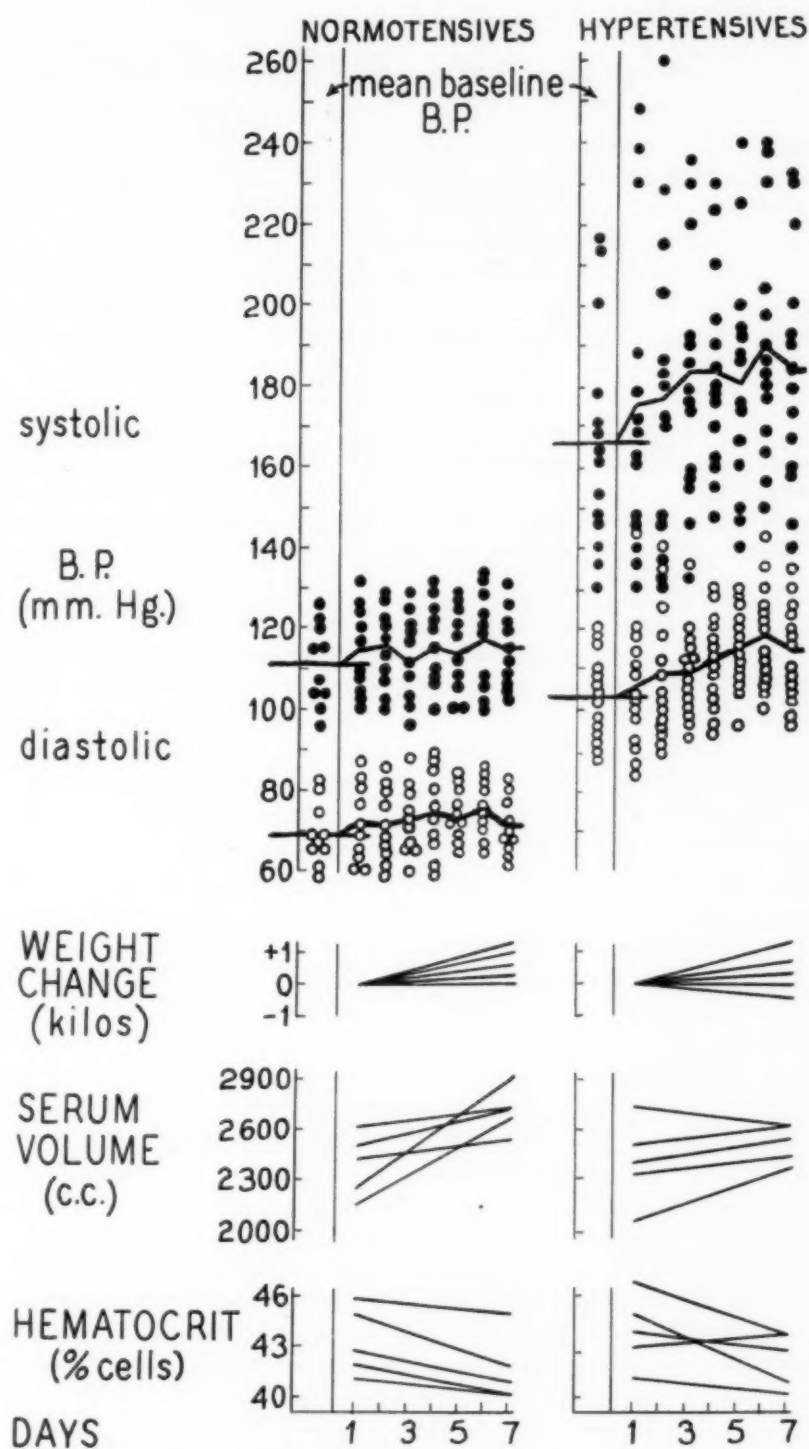 NORMOTENSIVES HYPERTENSIVES
mean baseline
B.P.
260
240
220
200
180
160
140
120
100
80
60
systolic
B.P.
(mm. Hg.)
diastolic
WEIGHT
CHANGE
(kilos)
+1
0
-1
SERUM
VOLUME
(c.c.)
2900
2600
2300
2000
HEMATOCRIT
(% cells)
46
43
40
DAYS 1 3 5 7 1 3 5 7